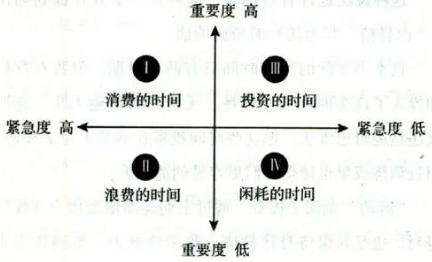 重要度 高
Ⅰ Ⅲ
消费的时间 投资的时间
紧急度 高 紧急度 低
Ⅱ Ⅳ
浪费的时间 闲耗的时间
重要度 低